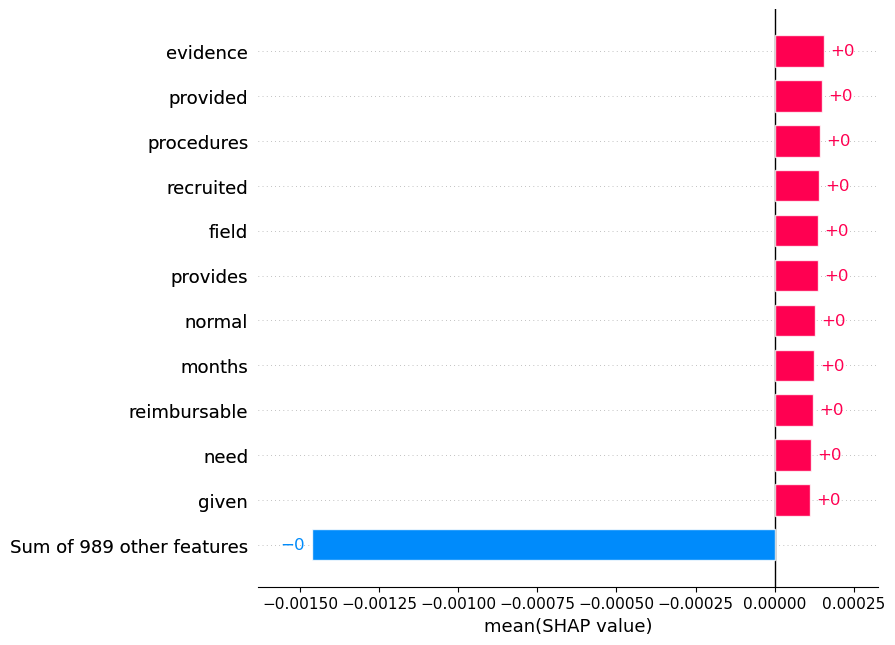 evidence +0
provided +0
procedures +0
recruited +0
field +0
provides +0
normal +0
months +0
reimbursable +0
need +0
given +0
Sum of 989 other features −0
−0.00150 −0.00125 −0.00100 −0.00075 −0.00050 −0.00025 0.00000 0.00025
mean(SHAP value)